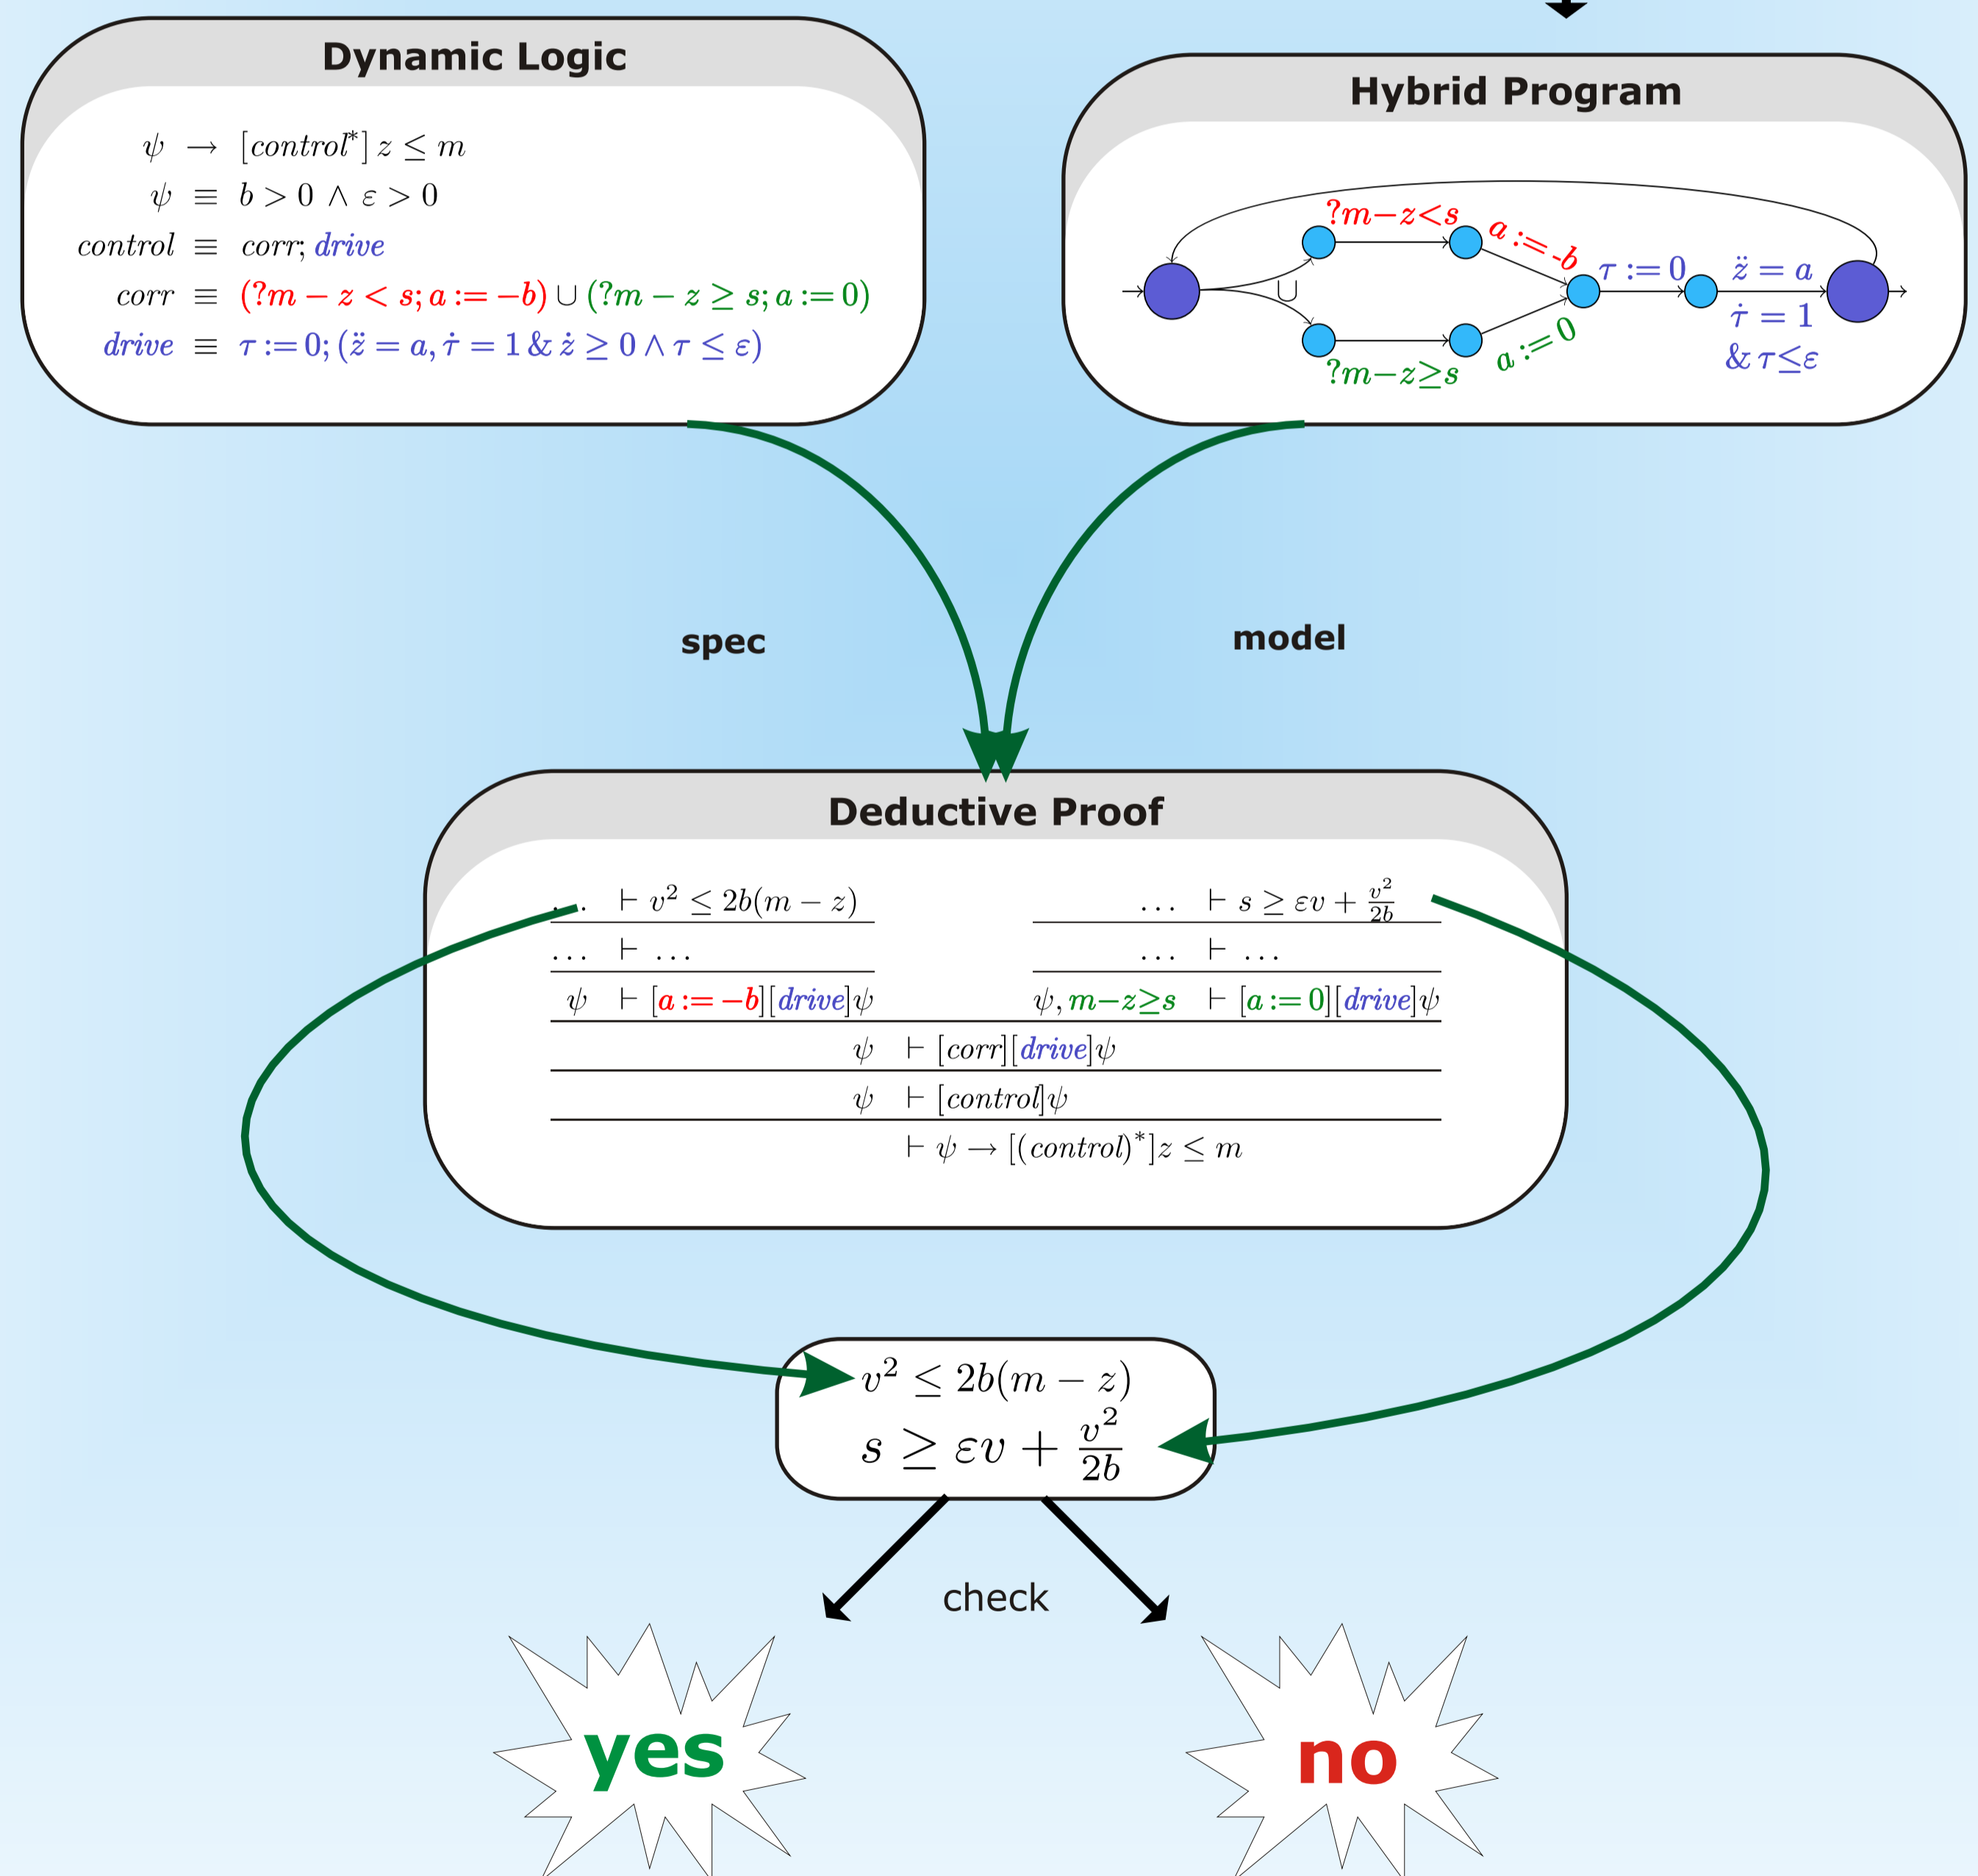 Dynamic Logic
ψ → [control*] z ≤ m
ψ ≡ b > 0 ∧ ε > 0
control ≡ corr; drive
corr ≡ (?m − z < s; a := −b) ∪ (?m − z ≥ s; a := 0)
drive ≡ τ := 0; (z̈ = a, τ̇ = 1 & ż ≥ 0 ∧ τ ≤ ε)
Hybrid Program
?m−z<s
a := -b
∪
τ := 0
z̈ = a
τ̇ = 1
& τ≤ε
?m−z≥s
a := 0
spec
model
Deductive Proof
... ⊢ v² ≤ 2b(m − z)
... ⊢ s ≥ εv + v²/2b
... ⊢ ...
... ⊢ ...
ψ ⊢ [a := −b][drive]ψ
ψ, m−z≥s ⊢ [a := 0][drive]ψ
ψ ⊢ [corr][drive]ψ
ψ ⊢ [control]ψ
⊢ ψ → [(control)*]z ≤ m
v² ≤ 2b(m − z)
s ≥ εv + v²/2b
check
yes
no